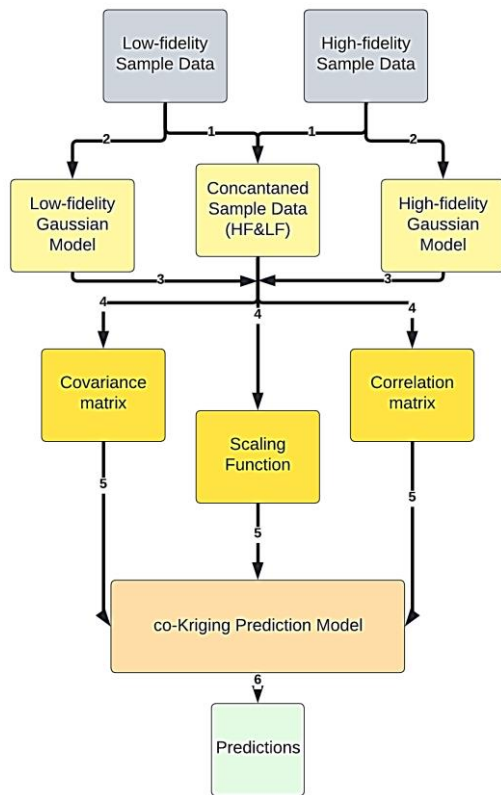 Low-fidelity
Sample Data
High-fidelity
Sample Data
2
1
1
2
Low-fidelity
Gaussian
Model
Concantaned
Sample Data
(HF&LF)
High-fidelity
Gaussian
Model
3
3
4
4
4
Covariance
matrix
Scaling
Function
Correlation
matrix
5
5
5
co-Kriging Prediction Model
6
Predictions